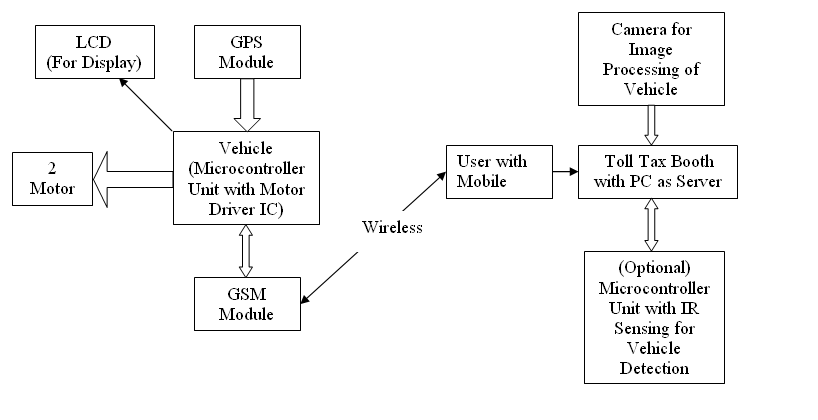 LCD
(For Display)
GPS
Module
Camera for
Image
Processing of
Vehicle
2
Motor
Vehicle
(Microcontroller
Unit with Motor
Driver IC)
User with
Mobile
Toll Tax Booth
with PC as Server
Wireless
GSM
Module
(Optional)
Microcontroller
Unit with IR
Sensing for
Vehicle
Detection